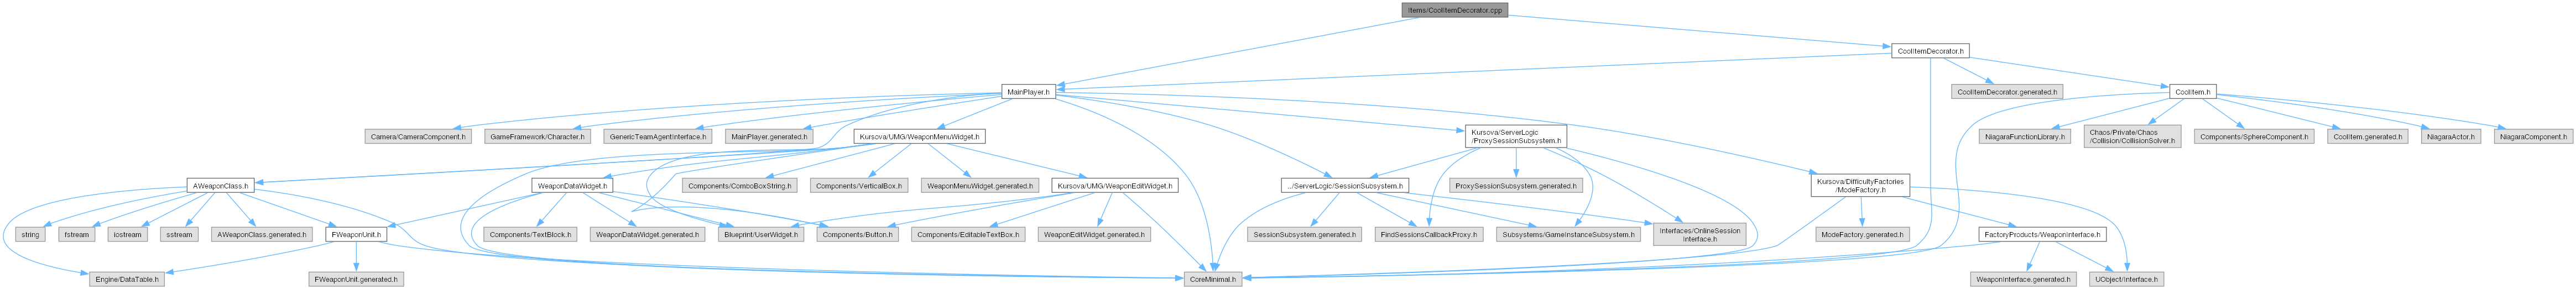 Items/CoolItemDecorator.cpp
CoolItemDecorator.h
MainPlayer.h
CoolItemDecorator.generated.h
CoolItem.h
Camera/CameraComponent.h
GameFramework/Character.h
GenericTeamAgentInterface.h
MainPlayer.generated.h
Kursova/UMG/WeaponMenuWidget.h
Kursova/ServerLogic
/ProxySessionSubsystem.h
NiagaraFunctionLibrary.h
Chaos/Private/Chaos
/Collision/CollisionSolver.h
Components/SphereComponent.h
CoolItem.generated.h
NiagaraActor.h
NiagaraComponent.h
AWeaponClass.h
WeaponDataWidget.h
Components/ComboBoxString.h
Components/VerticalBox.h
WeaponMenuWidget.generated.h
Kursova/UMG/WeaponEditWidget.h
../ServerLogic/SessionSubsystem.h
ProxySessionSubsystem.generated.h
Kursova/DifficultyFactories
/ModeFactory.h
string
fstream
iostream
sstream
AWeaponClass.generated.h
FWeaponUnit.h
Components/TextBlock.h
WeaponDataWidget.generated.h
Blueprint/UserWidget.h
Components/Button.h
Components/EditableTextBox.h
WeaponEditWidget.generated.h
SessionSubsystem.generated.h
FindSessionsCallbackProxy.h
Subsystems/GameInstanceSubsystem.h
Interfaces/OnlineSession
Interface.h
ModeFactory.generated.h
FactoryProducts/WeaponInterface.h
Engine/DataTable.h
FWeaponUnit.generated.h
CoreMinimal.h
WeaponInterface.generated.h
UObject/Interface.h